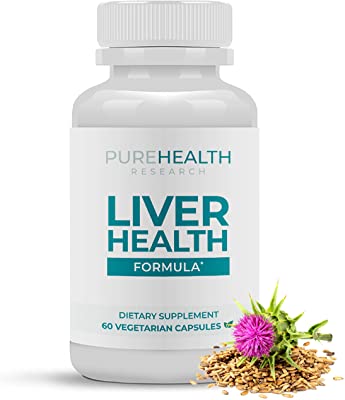 PUREHEALTH
RESEARCH
LIVER
HEALTH
FORMULA*
DIETARY SUPPLEMENT
60 VEGETARIAN CAPSULES